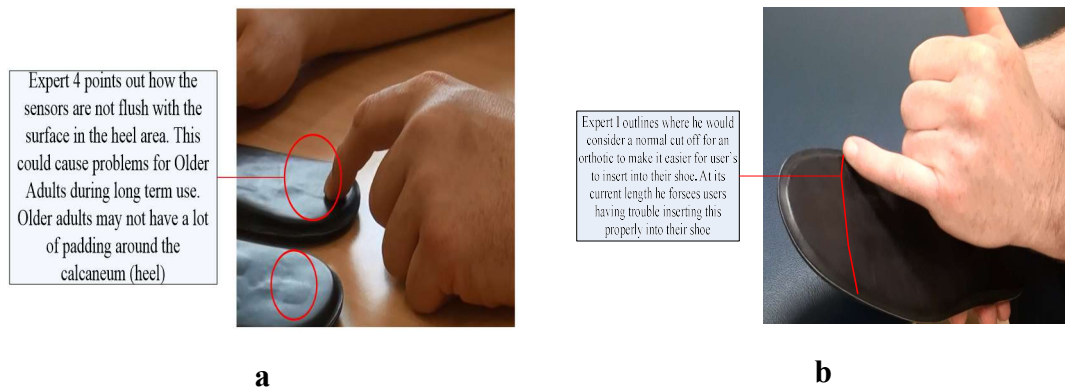 Expert 4 points out how the
sensors are not flush with the
surface in the heel area. This
could cause problems for Older
Adults during long term use.
Older adults may not have a lot
of padding around the
calcaneum (heel)
Expert I outlines where he would
consider a normal cut off for an
orthotic to make it easier for user`s
to insert into their shoe. At its
current length he forsees users
having trouble inserting this
properly into their shoe
a
b